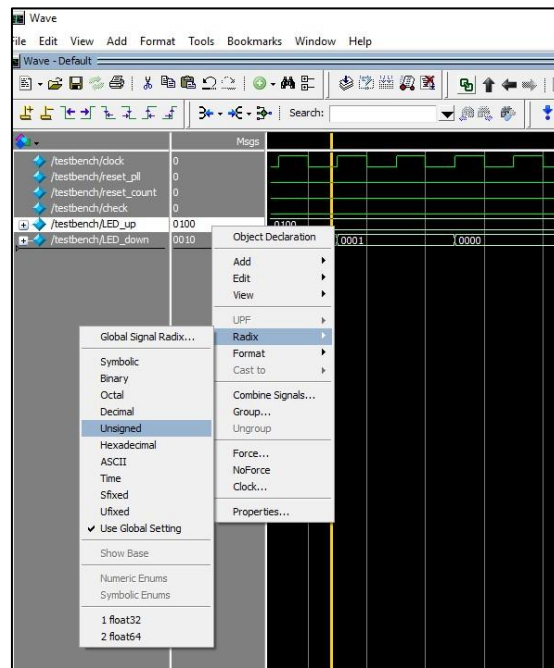 Wave
File Edit View Add Format Tools Bookmarks Window Help
Wave - Default
Search:
Msgs
/testbench/clock 0
/testbench/reset_pll 0
/testbench/reset_count 0
/testbench/check 0
/testbench/LED_up 0100 0100
/testbench/LED_down 0010 0001 0000
Object Declaration
Add
Edit
View
UPF
Radix
Format
Cast to
Combine Signals...
Group...
Ungroup
Force...
NoForce
Clock...
Properties...
Global Signal Radix...
Symbolic
Binary
Octal
Decimal
Unsigned
Hexadecimal
ASCII
Time
Sfixed
Ufixed
Use Global Setting
Show Base
Numeric Enums
Symbolic Enums
1 float32
2 float64